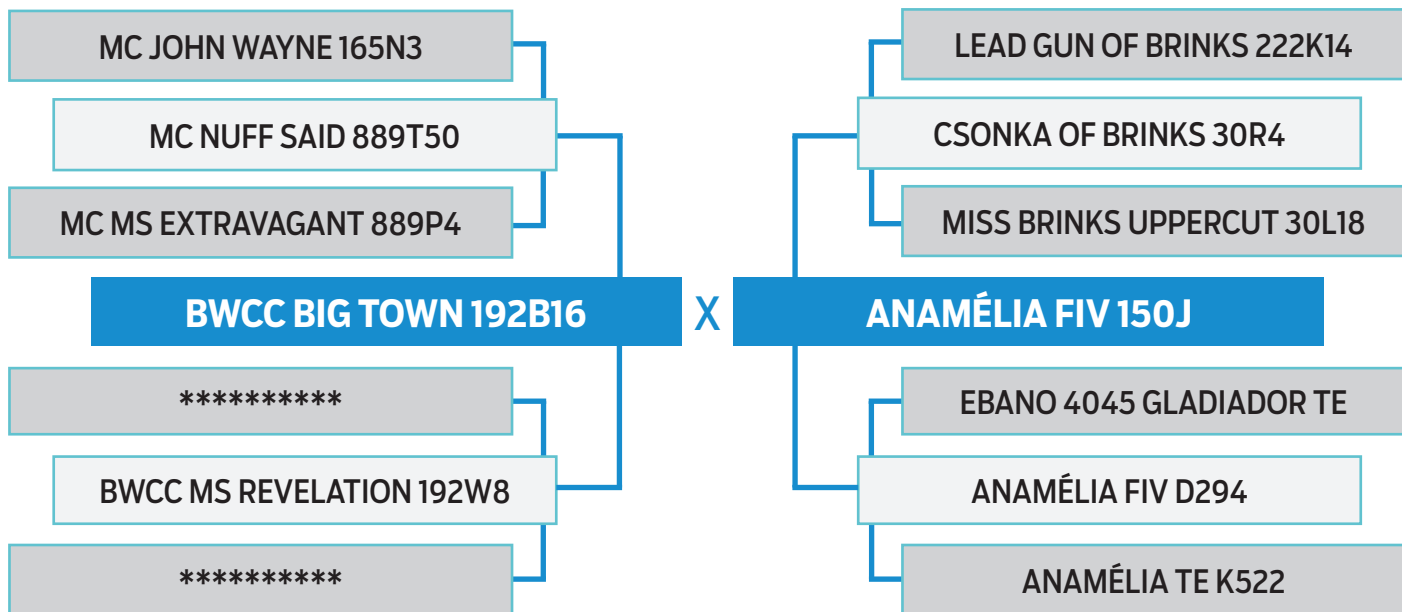 MC JOHN WAYNE 165N3
MC NUFF SAID 889T50
MC MS EXTRAVAGANT 889P4
BWCC BIG TOWN 192B16
**********
BWCC MS REVELATION 192W8
**********
X
LEAD GUN OF BRINKS 222K14
CSONKA OF BRINKS 30R4
MISS BRINKS UPPERCUT 30L18
ANAMÉLIA FIV 150J
EBANO 4045 GLADIADOR TE
ANAMÉLIA FIV D294
ANAMÉLIA TE K522